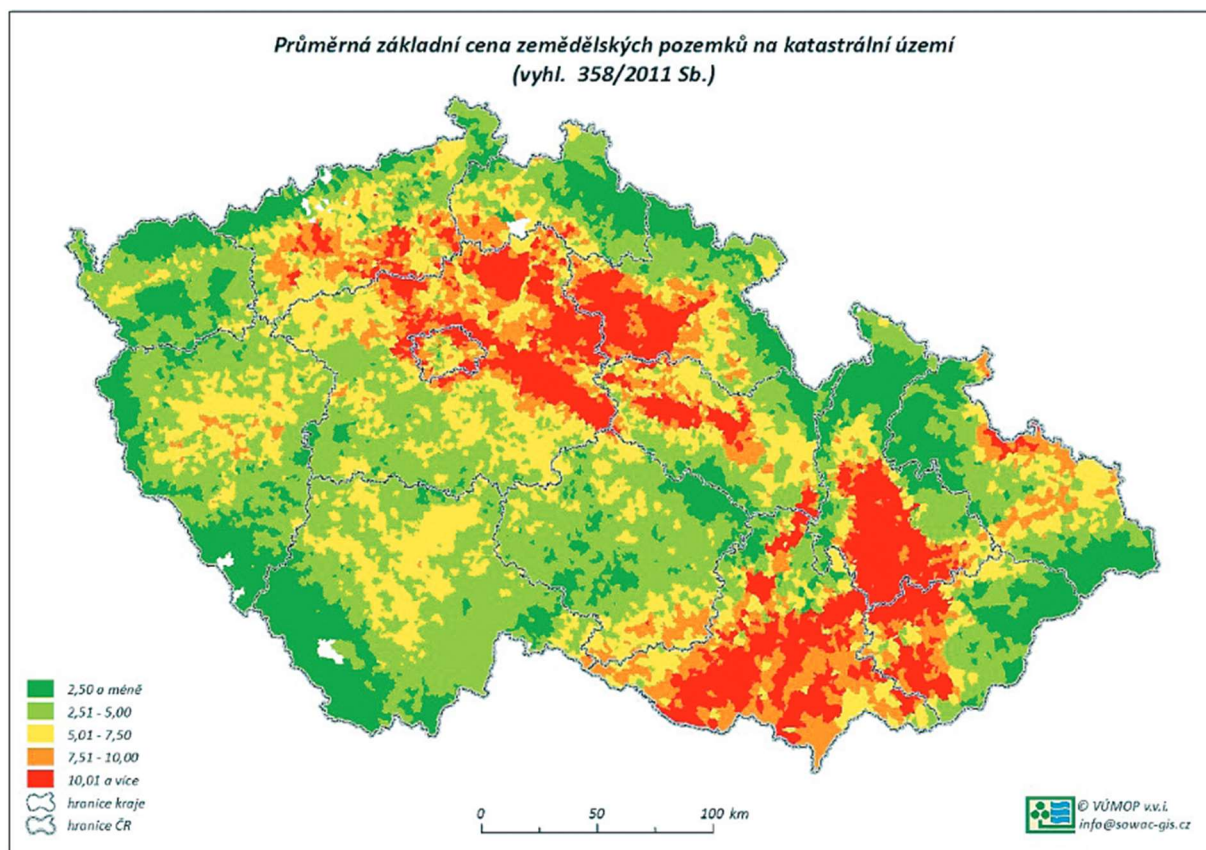 Průměrná základní cena zemědělských pozemků na katastrální území
(vyhl. 358/2011 Sb.)
2,50 a méně
2,51 - 5,00
5,01 - 7,50
7,51 - 10,00
10,01 a více
hranice kraje
hranice ČR
0 50 100 km
© VÚMOP v.v.i.
info@sowac-gis.cz